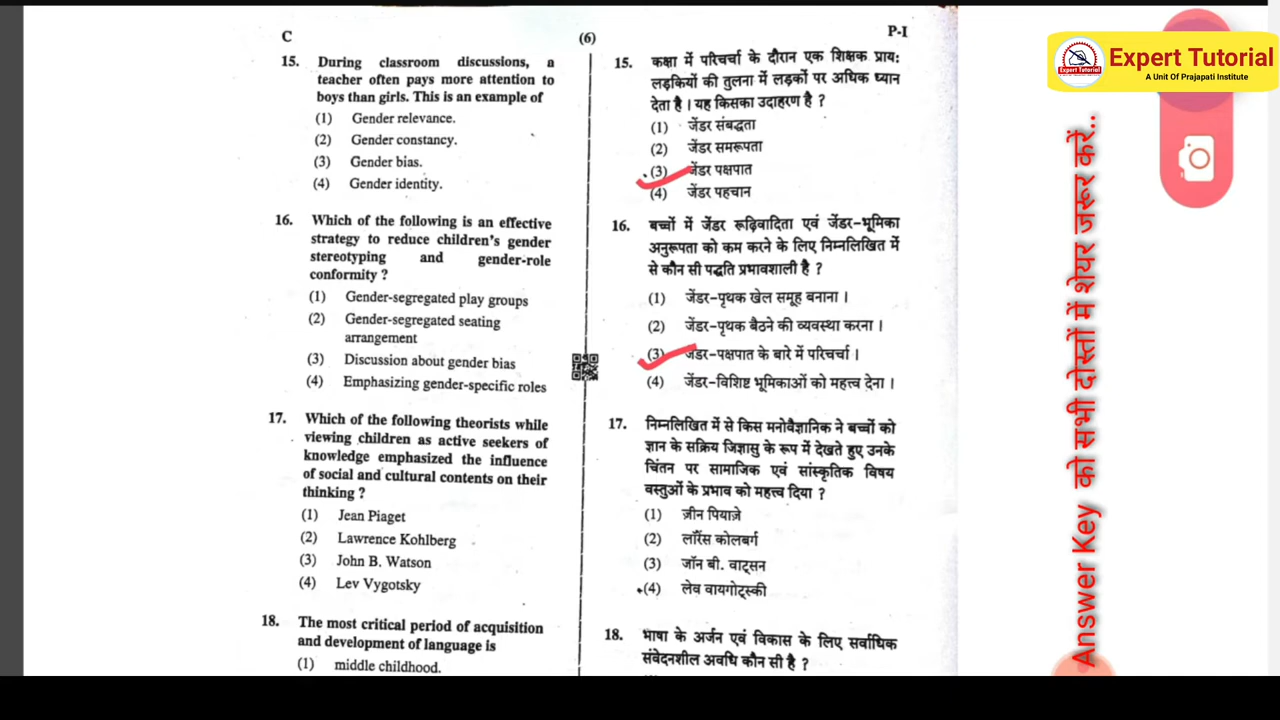 C
(6)
P-I
15. During classroom discussions, a
teacher often pays more attention to
boys than girls. This is an example of
(1) Gender relevance.
(2) Gender constancy.
(3) Gender bias.
(4) Gender identity.
16. Which of the following is an effective
strategy to reduce children's gender
stereotyping and gender-role
conformity ?
(1) Gender-segregated play groups
(2) Gender-segregated seating
arrangement
(3) Discussion about gender bias
(4) Emphasizing gender-specific roles
17. Which of the following theorists while
viewing children as active seekers of
knowledge emphasized the influence
of social and cultural contents on their
thinking ?
(1) Jean Piaget
(2) Lawrence Kohlberg
(3) John B. Watson
(4) Lev Vygotsky
18. The most critical period of acquisition
and development of language is
(1) middle childhood.
15. कक्षा में परिचर्चा के दौरान एक शिक्षक प्राय:
लड़कियों की तुलना में लड़कों पर अधिक ध्यान
देता है । यह किसका उदाहरण है ?
(1) जेंडर संबद्धता
(2) जेंडर समरूपता
(3) जेंडर पक्षपात
(4) जेंडर पहचान
16. बच्चों में जेंडर रूढ़िवादिता एवं जेंडर-भूमिका
अनुरूपता को कम करने के लिए निम्नलिखित में
से कौन सी पद्धति प्रभावशाली है ?
(1) जेंडर-पृथक खेल समूह बनाना ।
(2) जेंडर-पृथक बैठने की व्यवस्था करना ।
(3) जेंडर-पक्षपात के बारे में परिचर्चा ।
(4) जेंडर-विशिष्ट भूमिकाओं को महत्त्व देना ।
17. निम्नलिखित में से किस मनोवैज्ञानिक ने बच्चों को
ज्ञान के सक्रिय जिज्ञासु के रूप में देखते हुए उनके
चिंतन पर सामाजिक एवं सांस्कृतिक विषय
वस्तुओं के प्रभाव को महत्त्व दिया ?
(1) ज़ीन पियाज़े
(2) लॉरेंस कोलबर्ग
(3) जॉन बी. वाट्सन
(4) लेव वायगोट्स्की
18. भाषा के अर्जन एवं विकास के लिए सर्वाधिक
संवेदनशील अवधि कौन सी है ?
Expert Tutorial
Expert Tutorial
A Unit Of Prajapati Institute
Answer Key को सभी दोस्तों में शेयर जरूर करें..